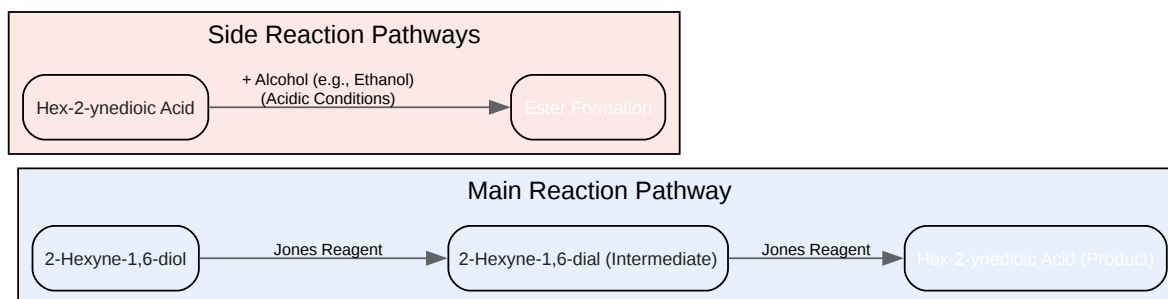 Side Reaction Pathways
Hex-2-ynedioic Acid
+ Alcohol (e.g., Ethanol)
(Acidic Conditions)
Ester Formation
Main Reaction Pathway
2-Hexyne-1,6-diol
Jones Reagent
2-Hexyne-1,6-dial (Intermediate)
Jones Reagent
Hex-2-ynedioic Acid (Product)